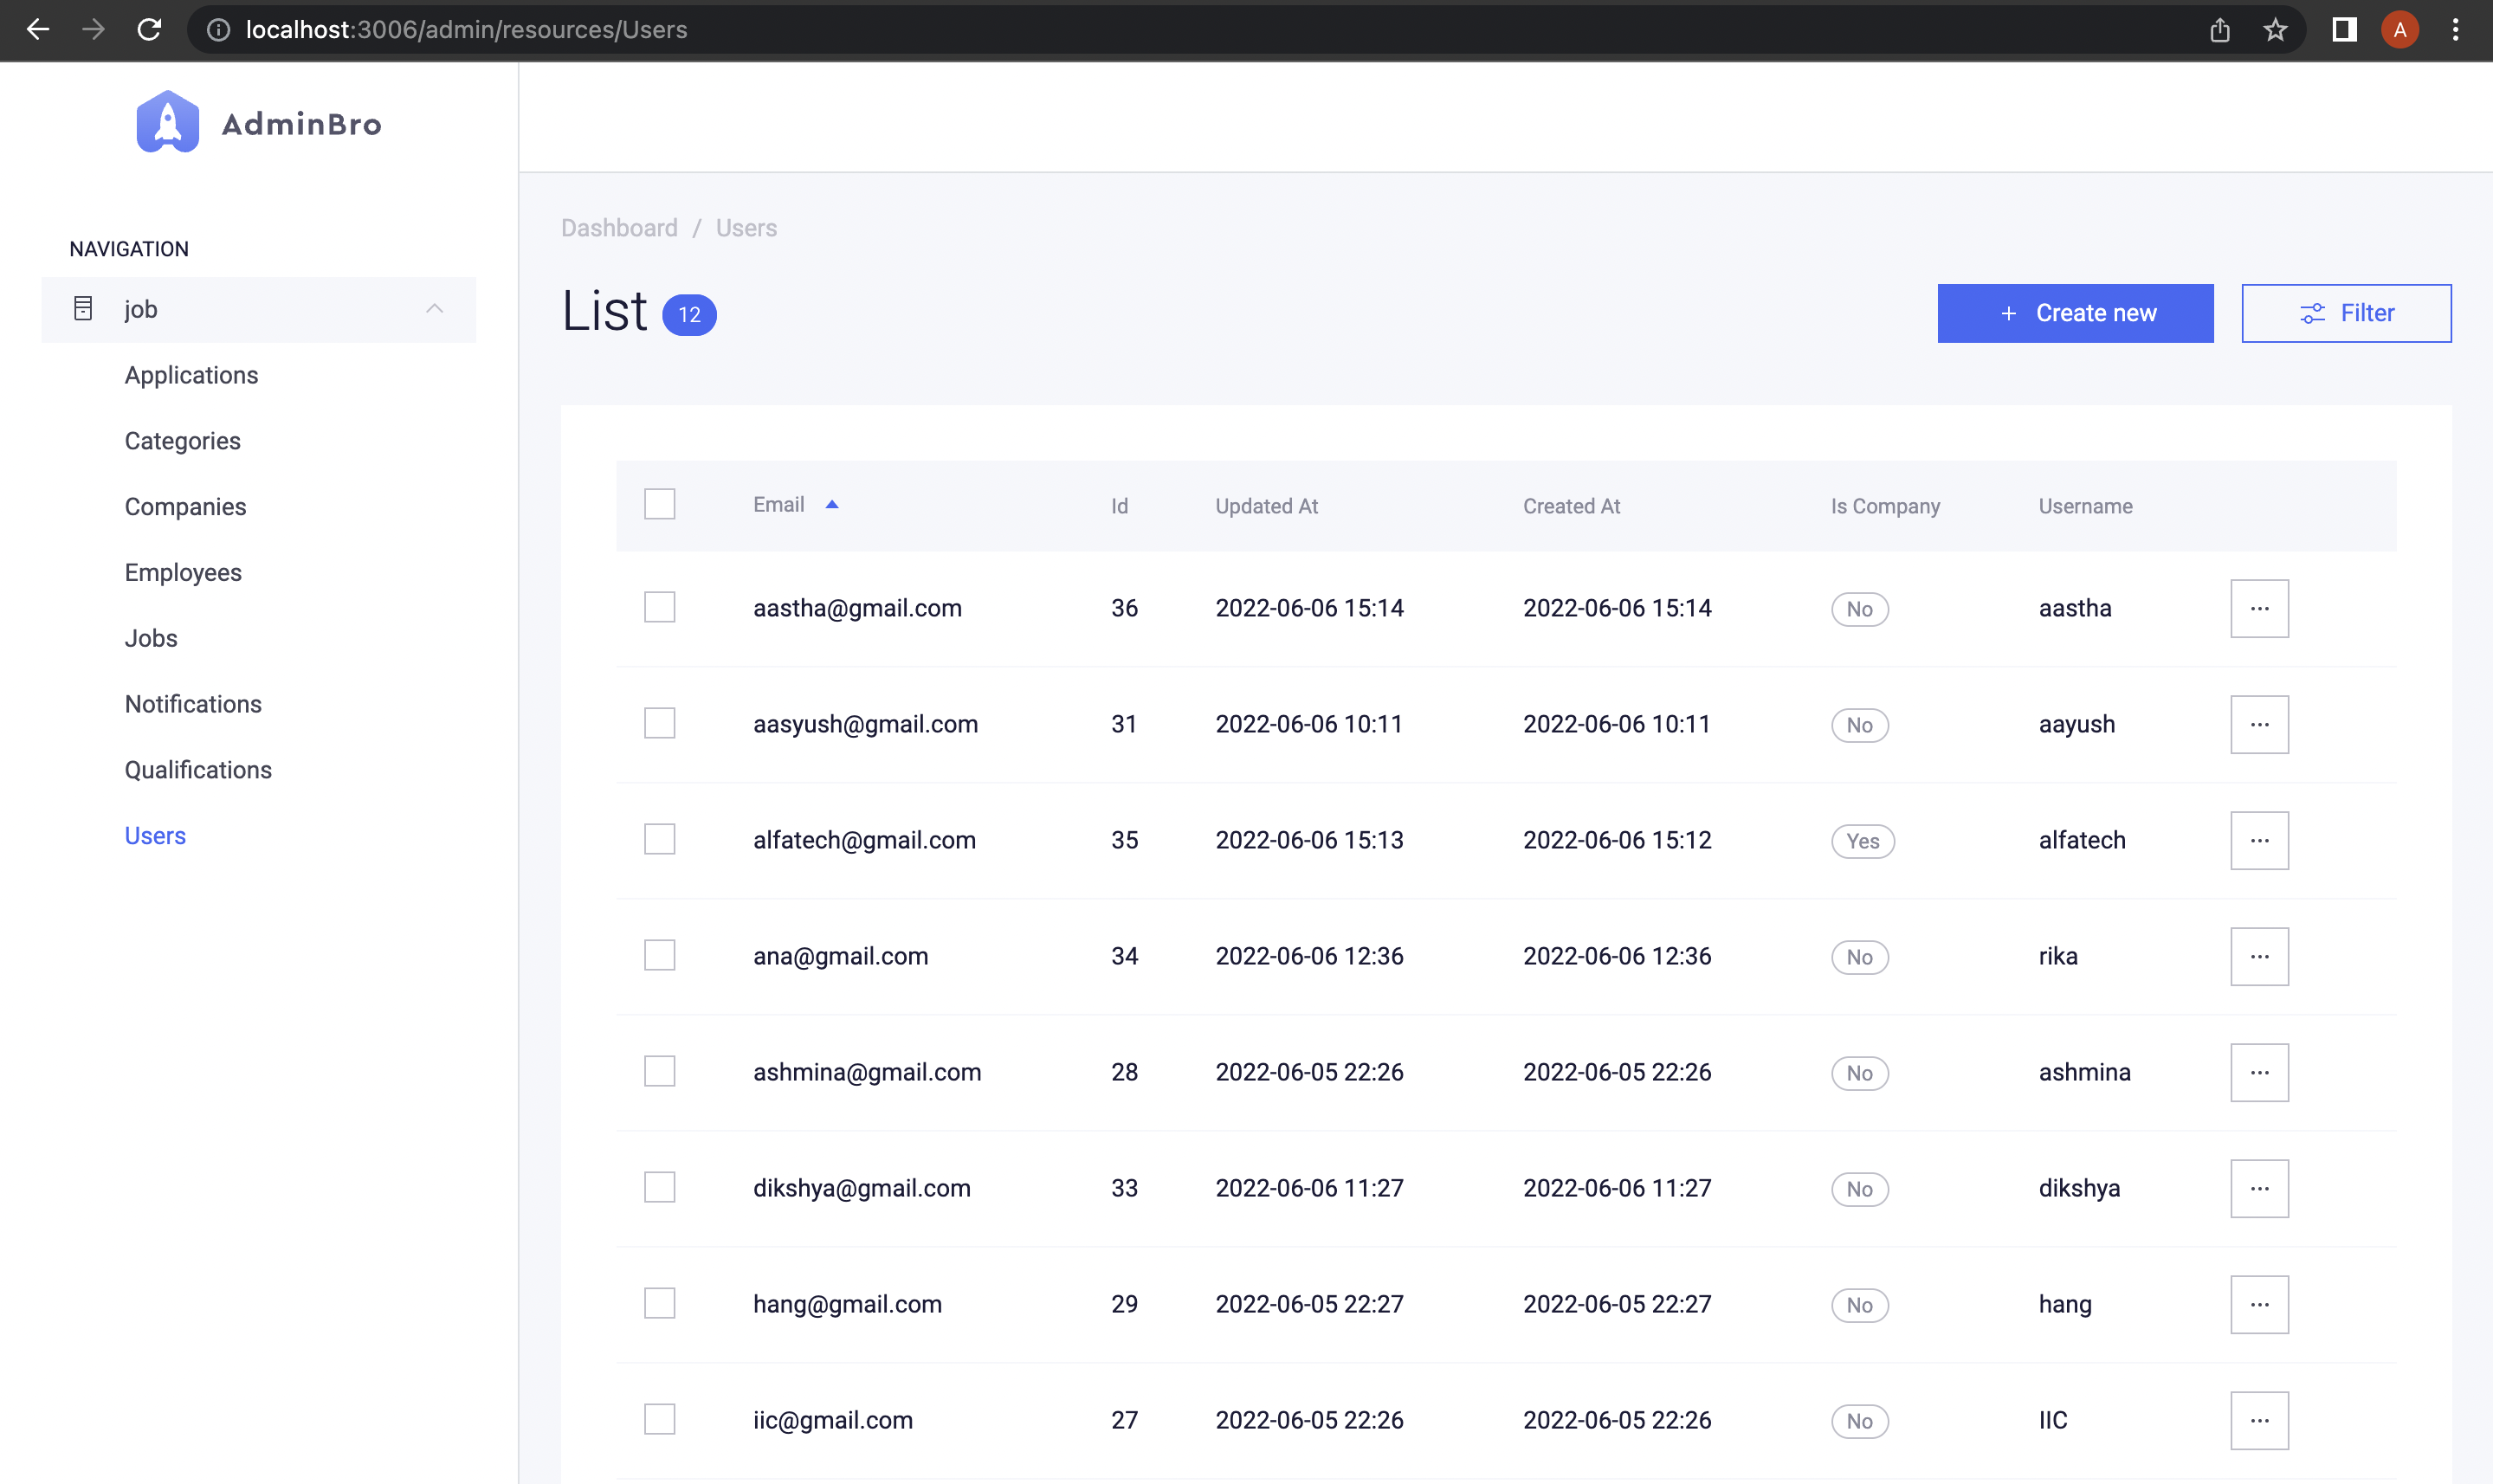 localhost:3006/admin/resources/Users
A
AdminBro
Dashboard / Users
NAVIGATION
job
Applications
Categories
Companies
Employees
Jobs
Notifications
Qualifications
Users
List 12
+ Create new
Filter
Email Id Updated At Created At Is Company Username
aastha@gmail.com 36 2022-06-06 15:14 2022-06-06 15:14 No aastha
aasyush@gmail.com 31 2022-06-06 10:11 2022-06-06 10:11 No aayush
alfatech@gmail.com 35 2022-06-06 15:13 2022-06-06 15:12 Yes alfatech
ana@gmail.com 34 2022-06-06 12:36 2022-06-06 12:36 No rika
ashmina@gmail.com 28 2022-06-05 22:26 2022-06-05 22:26 No ashmina
dikshya@gmail.com 33 2022-06-06 11:27 2022-06-06 11:27 No dikshya
hang@gmail.com 29 2022-06-05 22:27 2022-06-05 22:27 No hang
iic@gmail.com 27 2022-06-05 22:26 2022-06-05 22:26 No IIC